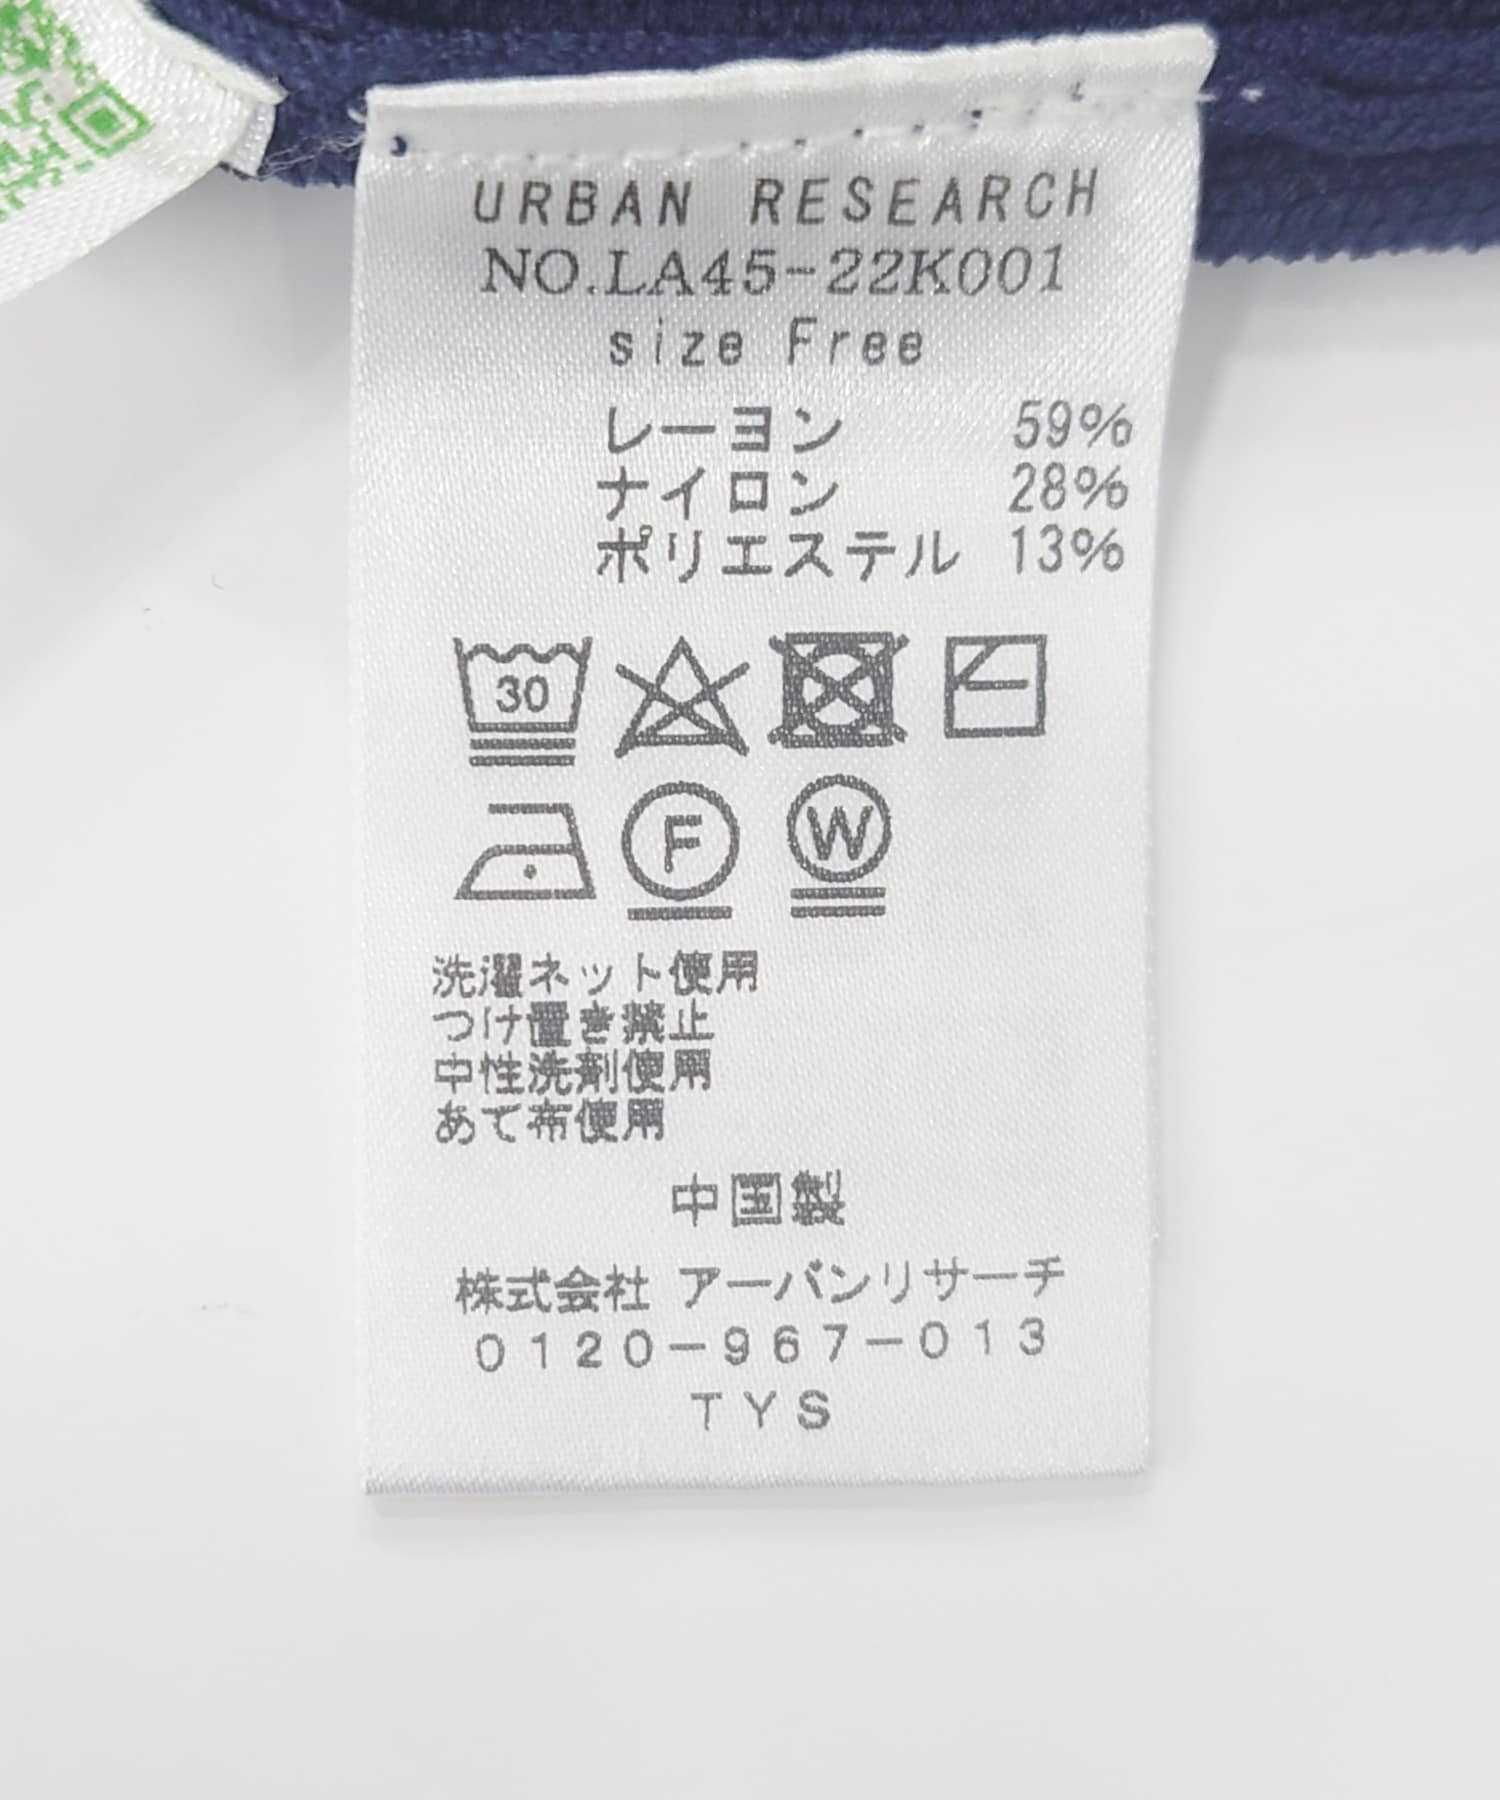 URBAN RESEARCH
NO.LA45-22K001
size Free
レーヨン 59%
ナイロン 28%
ポリエステル 13%
30
F W
洗濯ネット使用
つけ置き禁止
中性洗剤使用
あて布使用
中国製
株式会社 アーバンリサーチ
0120-967-013
TYS